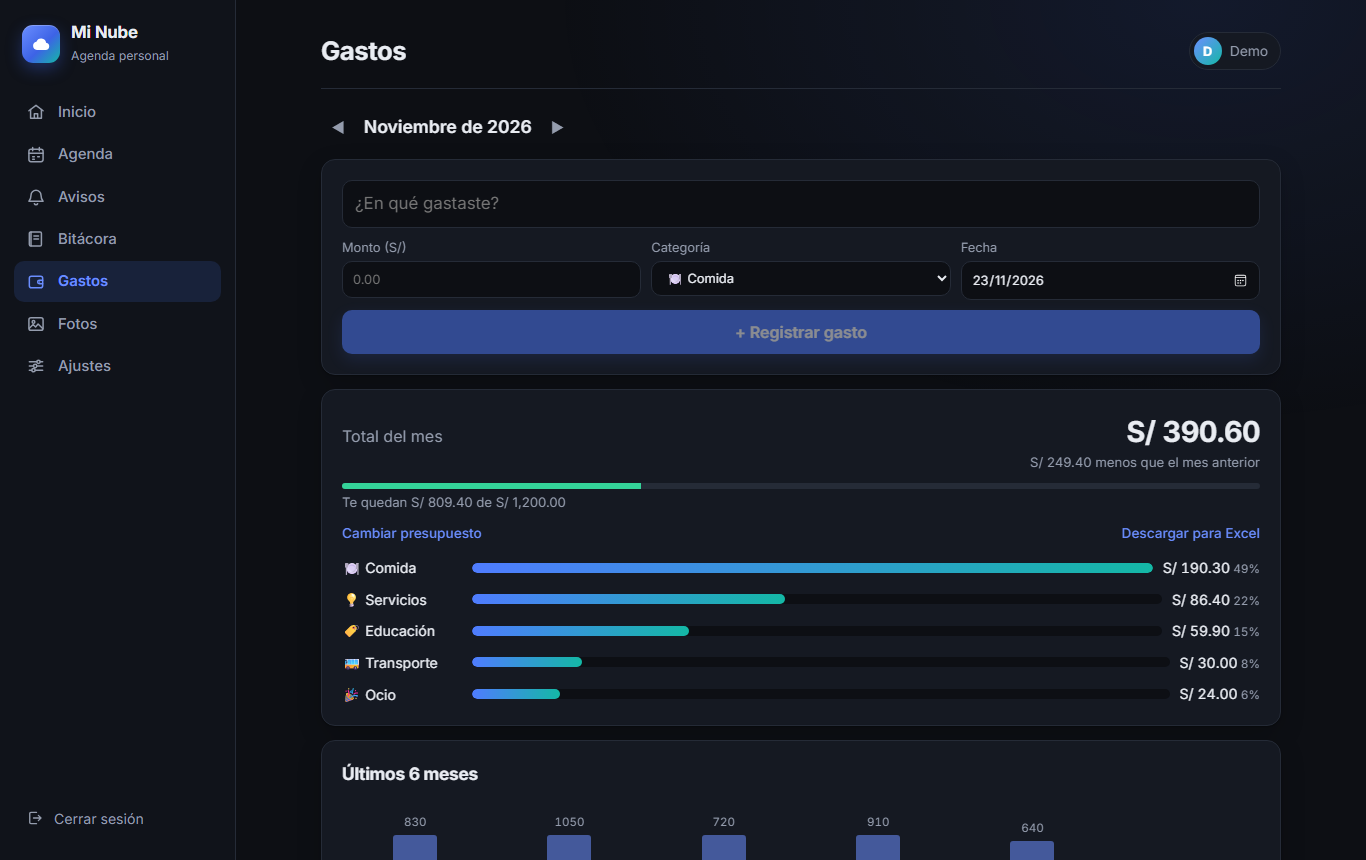 Mi Nube
Agenda personal
Inicio
Agenda
Avisos
Bitácora
Gastos
Fotos
Ajustes
Cerrar sesión
Gastos
D Demo
◀ Noviembre de 2026 ▶
¿En qué gastaste?
Monto (S/) Categoría Fecha
0.00 Comida 23/11/2026
+ Registrar gasto
Total del mes S/ 390.60
S/ 249.40 menos que el mes anterior
Te quedan S/ 809.40 de S/ 1,200.00
Cambiar presupuesto Descargar para Excel
Comida S/ 190.30 49%
Servicios S/ 86.40 22%
Educación S/ 59.90 15%
Transporte S/ 30.00 8%
Ocio S/ 24.00 6%
Últimos 6 meses
830 1050 720 910 640